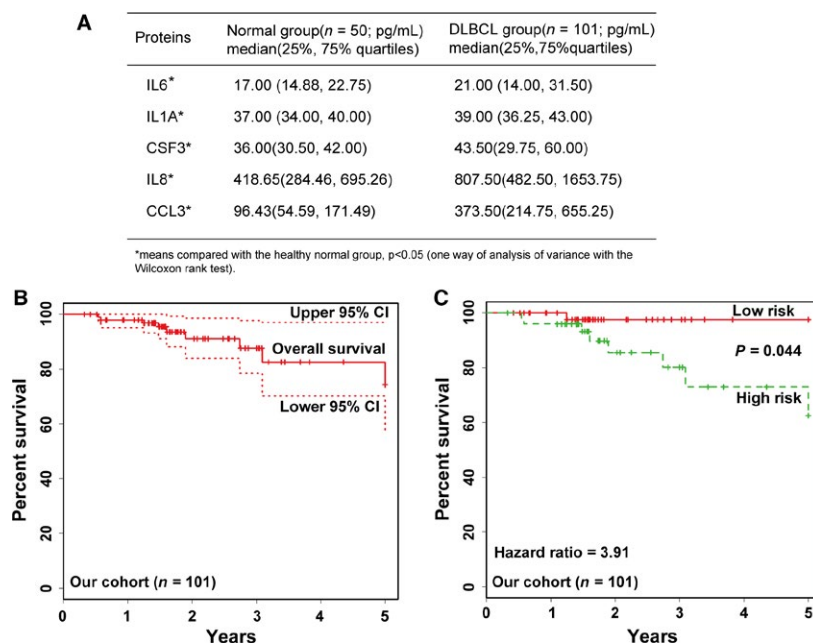 A
Proteins Normal group(n = 50; pg/mL) DLBCL group(n = 101; pg/mL)
median(25%, 75% quartiles) median(25%,75%quartiles)
IL6* 17.00 (14.88, 22.75) 21.00 (14.00, 31.50)
IL1A* 37.00 (34.00, 40.00) 39.00 (36.25, 43.00)
CSF3* 36.00(30.50, 42.00) 43.50(29.75, 60.00)
IL8* 418.65(284.46, 695.26) 807.50(482.50, 1653.75)
CCL3* 96.43(54.59, 171.49) 373.50(214.75, 655.25)
*means compared with the healthy normal group, p<0.05 (one way of analysis of variance with the
Wilcoxon rank test).
B
Percent survival
100
80
60
40
20
0
Upper 95% CI
Overall survival
Lower 95% CI
Our cohort (n = 101)
0 1 2 3 4 5
Years
C
Percent survival
100
80
60
40
20
0
Low risk
P = 0.044
High risk
Hazard ratio = 3.91
Our cohort (n = 101)
0 1 2 3 4 5
Years